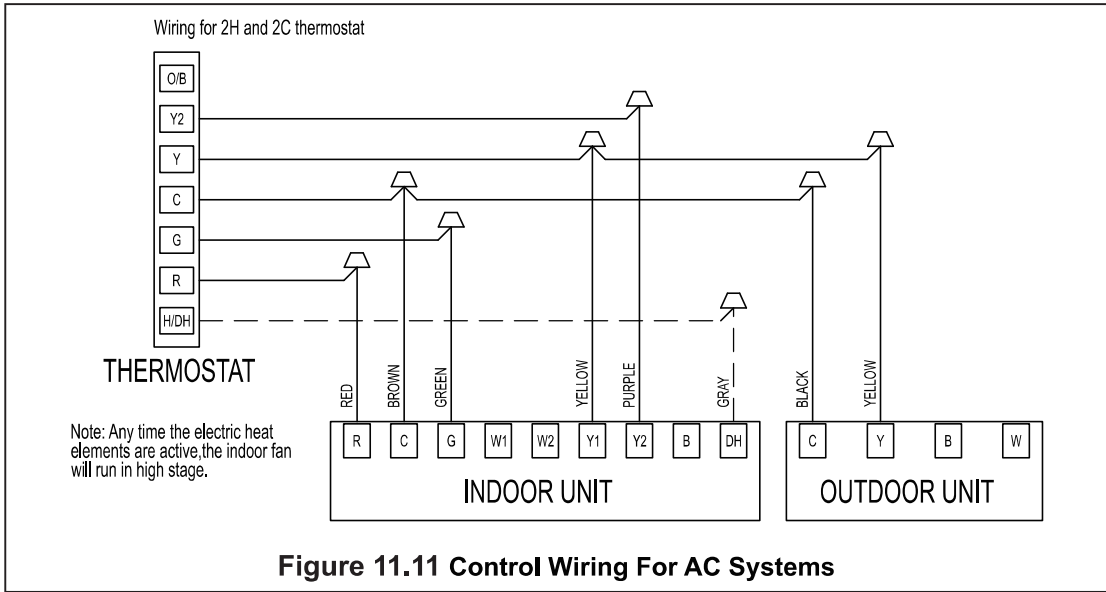 Wiring for 2H and 2C thermostat
O/B
Y2
Y
C
G
R
H/DH
THERMOSTAT
Note: Any time the electric heat
elements are active,the indoor fan
will run in high stage.
RED
BROWN
GREEN
YELLOW
PURPLE
GRAY
BLACK
YELLOW
R C G W1 W2 Y1 Y2 B DH
INDOOR UNIT
C Y B W
OUTDOOR UNIT
Figure 11.11 Control Wiring For AC Systems